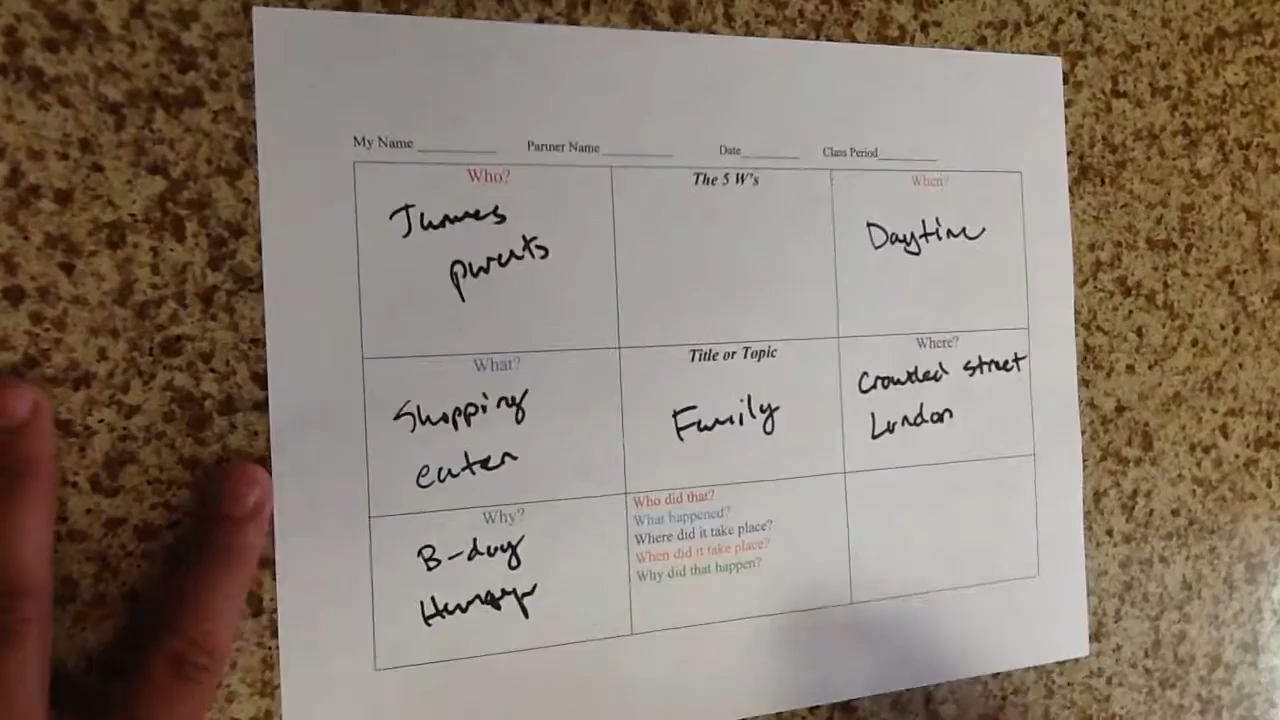 My Name Partner Name Date Class Period
Who?
James
parents
The 5 W's
When?
Daytime
What?
Shopping
eaten
Title or Topic
Family
Where?
Crowded street
London
Why?
B-day
Hungry
Who did that?
What happened?
Where did it take place?
When did it take place?
Why did that happen?